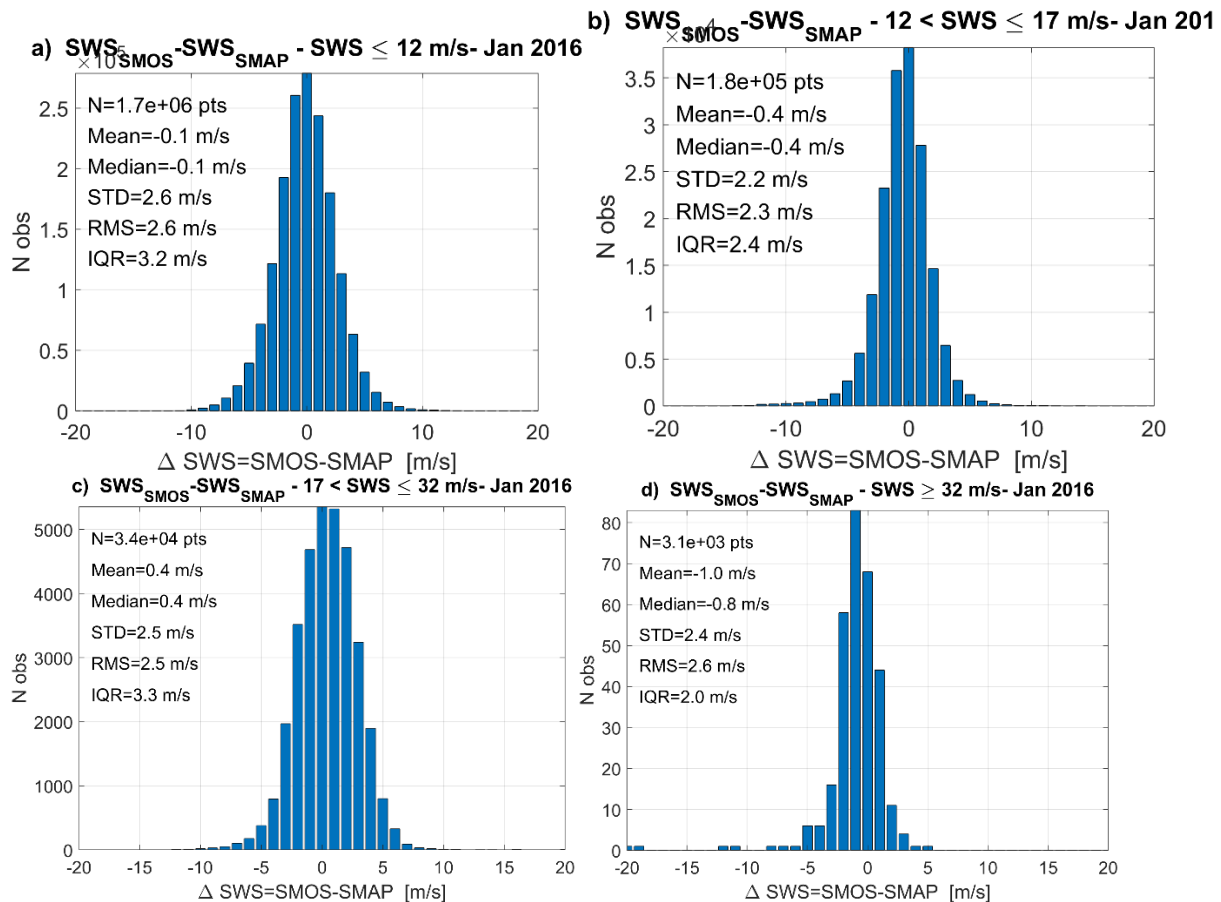 a) SWS_SMOS-SWS_SMAP - SWS ≤ 12 m/s- Jan 2016
× 10^5
N=1.7e+06 pts
Mean=-0.1 m/s
Median=-0.1 m/s
STD=2.6 m/s
RMS=2.6 m/s
IQR=3.2 m/s
2.5
2
1.5
1
0.5
0
N obs
-20 -10 0 10 20
Δ SWS=SMOS-SMAP [m/s]
b) SWS_SMOS-SWS_SMAP - 12 < SWS ≤ 17 m/s- Jan 201
× 10^4
N=1.8e+05 pts
Mean=-0.4 m/s
Median=-0.4 m/s
STD=2.2 m/s
RMS=2.3 m/s
IQR=2.4 m/s
3.5
3
2.5
2
1.5
1
0.5
0
N obs
-20 -10 0 10 20
Δ SWS=SMOS-SMAP [m/s]
c) SWS_SMOS-SWS_SMAP - 17 < SWS ≤ 32 m/s- Jan 2016
N=3.4e+04 pts
Mean=0.4 m/s
Median=0.4 m/s
STD=2.5 m/s
RMS=2.5 m/s
IQR=3.3 m/s
5000
4000
3000
2000
1000
0
N obs
-20 -15 -10 -5 0 5 10 15 20
Δ SWS=SMOS-SMAP [m/s]
d) SWS_SMOS-SWS_SMAP - SWS ≥ 32 m/s- Jan 2016
N=3.1e+03 pts
Mean=-1.0 m/s
Median=-0.8 m/s
STD=2.4 m/s
RMS=2.6 m/s
IQR=2.0 m/s
80
70
60
50
40
30
20
10
0
N obs
-20 -15 -10 -5 0 5 10 15 20
Δ SWS=SMOS-SMAP [m/s]